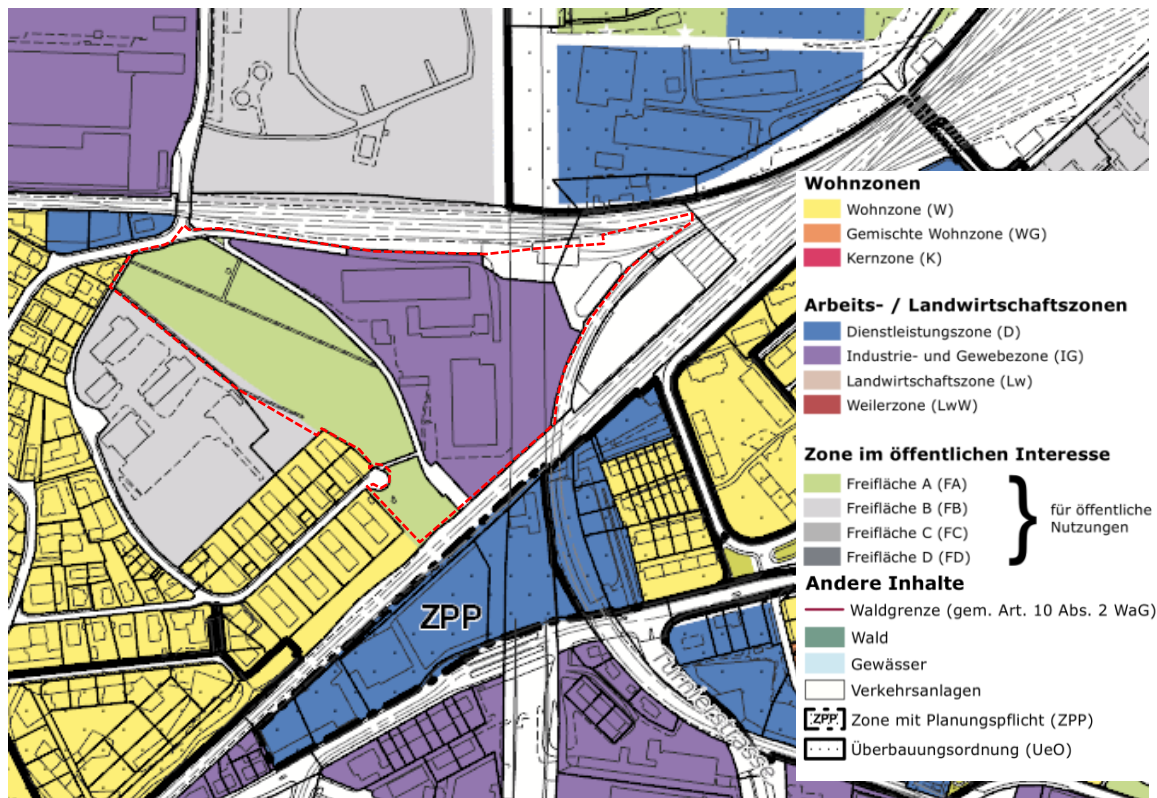 Wohnzonen
Wohnzone (W)
Gemischte Wohnzone (WG)
Kernzone (K)
Arbeits- / Landwirtschaftszonen
Dienstleistungszone (D)
Industrie- und Gewebezone (IG)
Landwirtschaftszone (Lw)
Weilerzone (LwW)
Zone im öffentlichen Interesse
Freifläche A (FA)
Freifläche B (FB)
Freifläche C (FC)
Freifläche D (FD)
für öffentliche
Nutzungen
Andere Inhalte
Waldgrenze (gem. Art. 10 Abs. 2 WaG)
Wald
Gewässer
Verkehrsanlagen
ZPP Zone mit Planungspflicht (ZPP)
Überbauungsordnung (UeO)
ZPP
Turnierstrasse